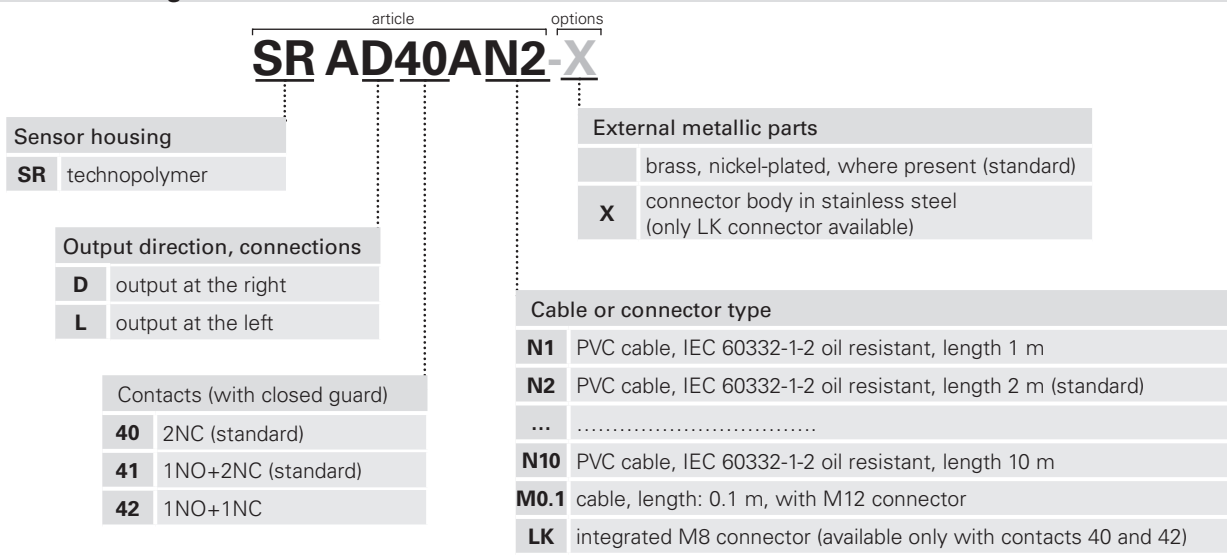 article options
SR AD40AN2-X
Sensor housing
SR technopolymer
Output direction, connections
D output at the right
L output at the left
Contacts (with closed guard)
40 2NC (standard)
41 1NO+2NC (standard)
42 1NO+1NC
External metallic parts
brass, nickel-plated, where present (standard)
X connector body in stainless steel
(only LK connector available)
Cable or connector type
N1 PVC cable, IEC 60332-1-2 oil resistant, length 1 m
N2 PVC cable, IEC 60332-1-2 oil resistant, length 2 m (standard)
... ..................................
N10 PVC cable, IEC 60332-1-2 oil resistant, length 10 m
M0.1 cable, length: 0.1 m, with M12 connector
LK integrated M8 connector (available only with contacts 40 and 42)